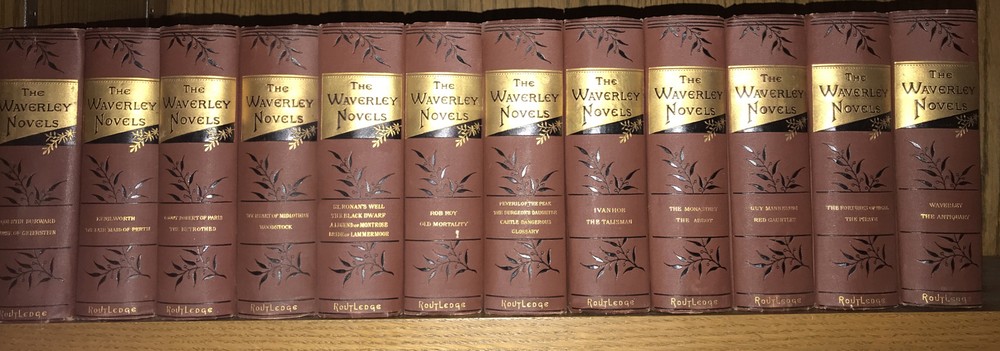 The
Waverley
Novels
Routledge
The
Waverley
Novels
Kenilworth
The Fair Maid of Perth
Routledge
The
Waverley
Novels
Count Robert of Paris
The Betrothed
Routledge
The
Waverley
Novels
The Heart of Midlothian
Woodstock
Routledge
The
Waverley
Novels
St. Ronan's Well
The Black Dwarf
A Legend of Montrose
Bride of Lammermoor
Routledge
The
Waverley
Novels
Rob Roy
Old Mortality
Routledge
The
Waverley
Novels
Peveril of the Peak
The Surgeon's Daughter
Castle Dangerous
Glossary
Routledge
The
Waverley
Novels
Ivanhoe
The Talisman
Routledge
The
Waverley
Novels
The Monastery
The Abbot
Routledge
The
Waverley
Novels
Guy Mannering
Red Gauntlet
Routledge
The
Waverley
Novels
The Fortunes of Nigel
The Pirate
Routledge
The
Waverley
Novels
Waverley
The Antiquary
Routledge